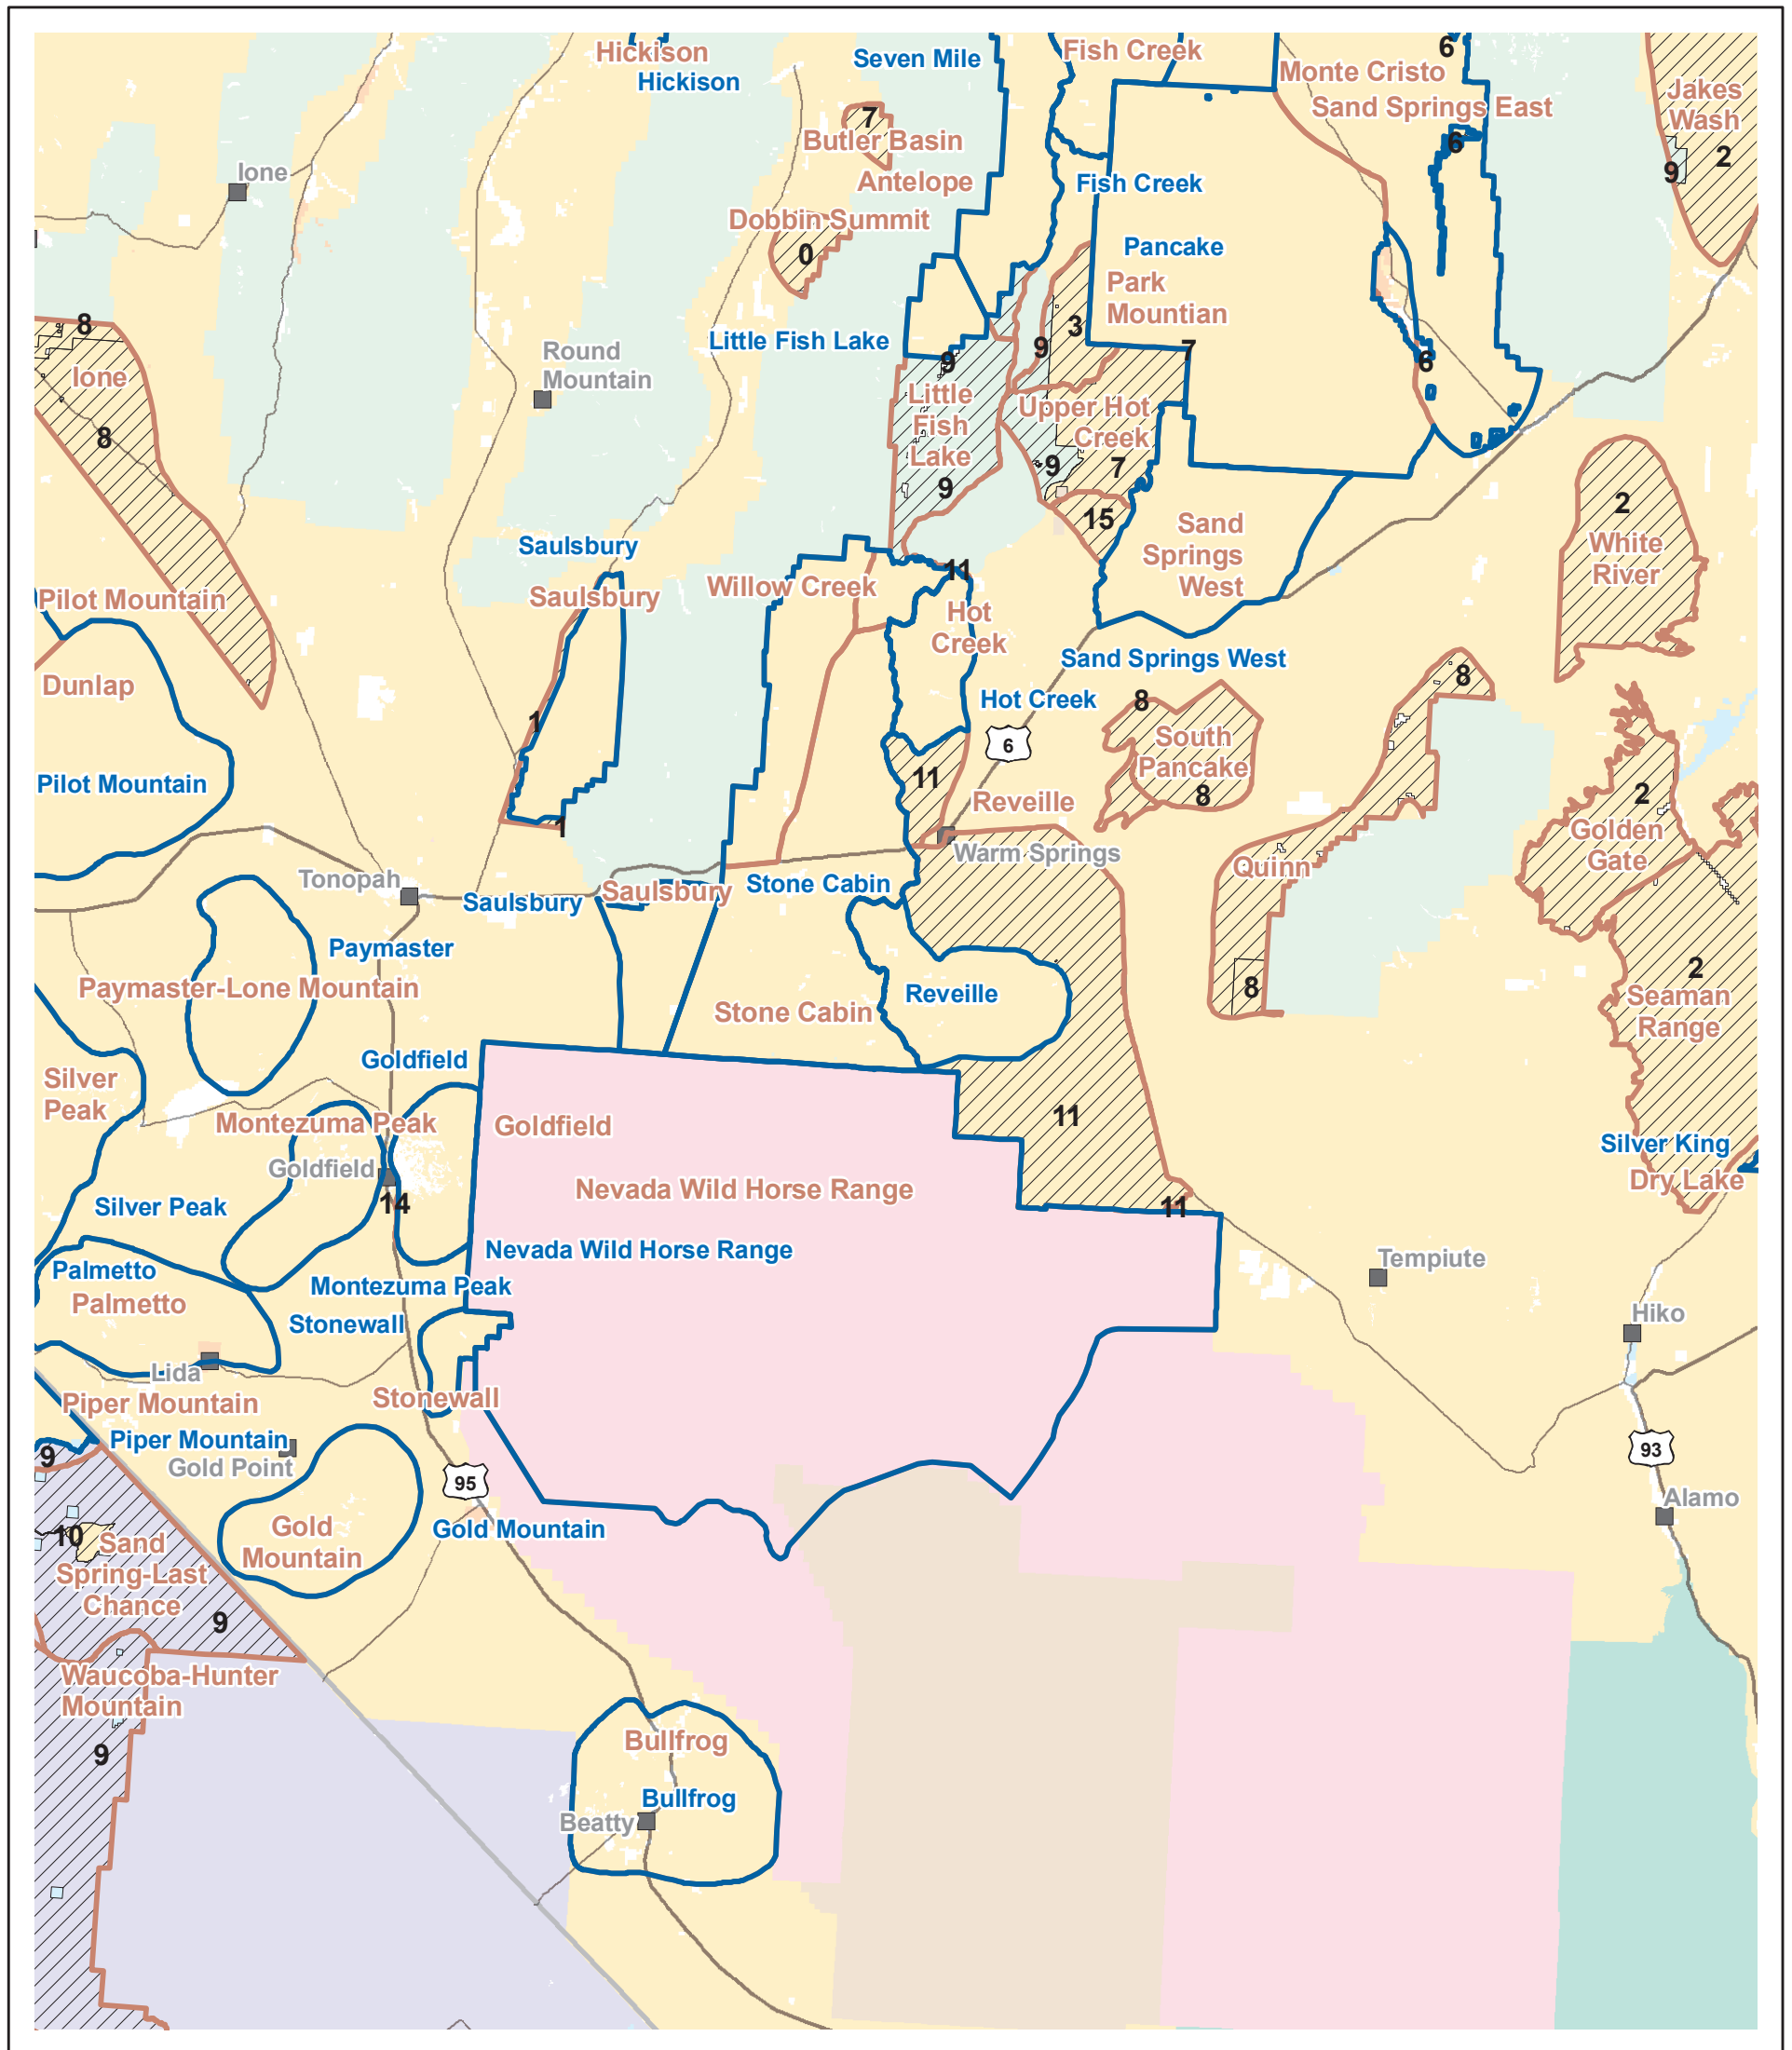 Hickison
Hickison
Seven Mile
Fish Creek
6
Monte Cristo
Sand Springs East
Jakes
Wash
7
Butler Basin
6
2
9
Ione
Antelope
Fish Creek
Dobbin Summit
0
Pancake
Park
Mountian
8
3
7
Little Fish Lake
9
9
6
Round
Mountain
Ione
8
Little
Fish
Lake
9
Upper Hot
Creek
9
7
15
2
White
River
Sand
Springs
West
Saulsbury
Saulsbury
Willow Creek
11
Hot
Creek
Pilot Mountain
Dunlap
Sand Springs West
Hot Creek
8
8
6
1
South
Pancake
8
Pilot Mountain
11
Reveille
2
Golden
Gate
1
Warm Springs
Quinn
Tonopah
Saulsbury
Saulsbury
Stone Cabin
Paymaster
Paymaster-Lone Mountain
Stone Cabin
Reveille
8
2
Seaman
Range
Goldfield
Silver
Peak
Montezuma Peak
Goldfield
11
Silver King
Dry Lake
Goldfield
14
Nevada Wild Horse Range
11
Silver Peak
Nevada Wild Horse Range
Palmetto
Palmetto
Montezuma Peak
Stonewall
Tempiute
Hiko
Lida
Piper Mountain
Stonewall
Piper Mountain
9
Gold Point
95
93
Alamo
Gold
Mountain
Gold Mountain
10
Sand
Spring-Last
Chance
9
Waucoba-Hunter
Mountain
9
Bullfrog
Bullfrog
Beatty